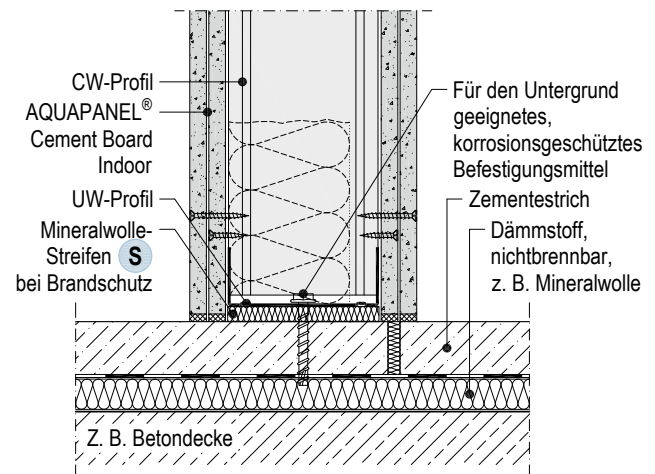 CW-Profil
AQUAPANEL®
Cement Board
Indoor
UW-Profil
Mineralwolle-
Streifen S
bei Brandschutz
Für den Untergrund
geeignetes,
korrosionsgeschütztes
Befestigungsmittel
Zementestrich
Dämmstoff,
nichtbrennbar,
z. B. Mineralwolle
Z. B. Betondecke